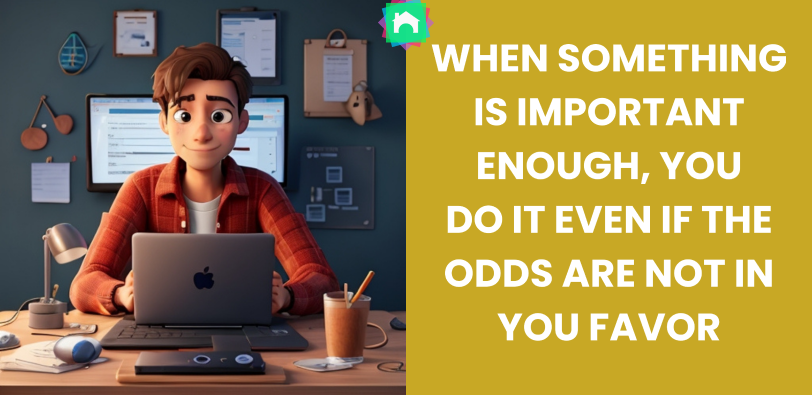 WHEN SOMETHING
IS IMPORTANT
ENOUGH, YOU
DO IT EVEN IF THE
ODDS ARE NOT IN
YOU FAVOR